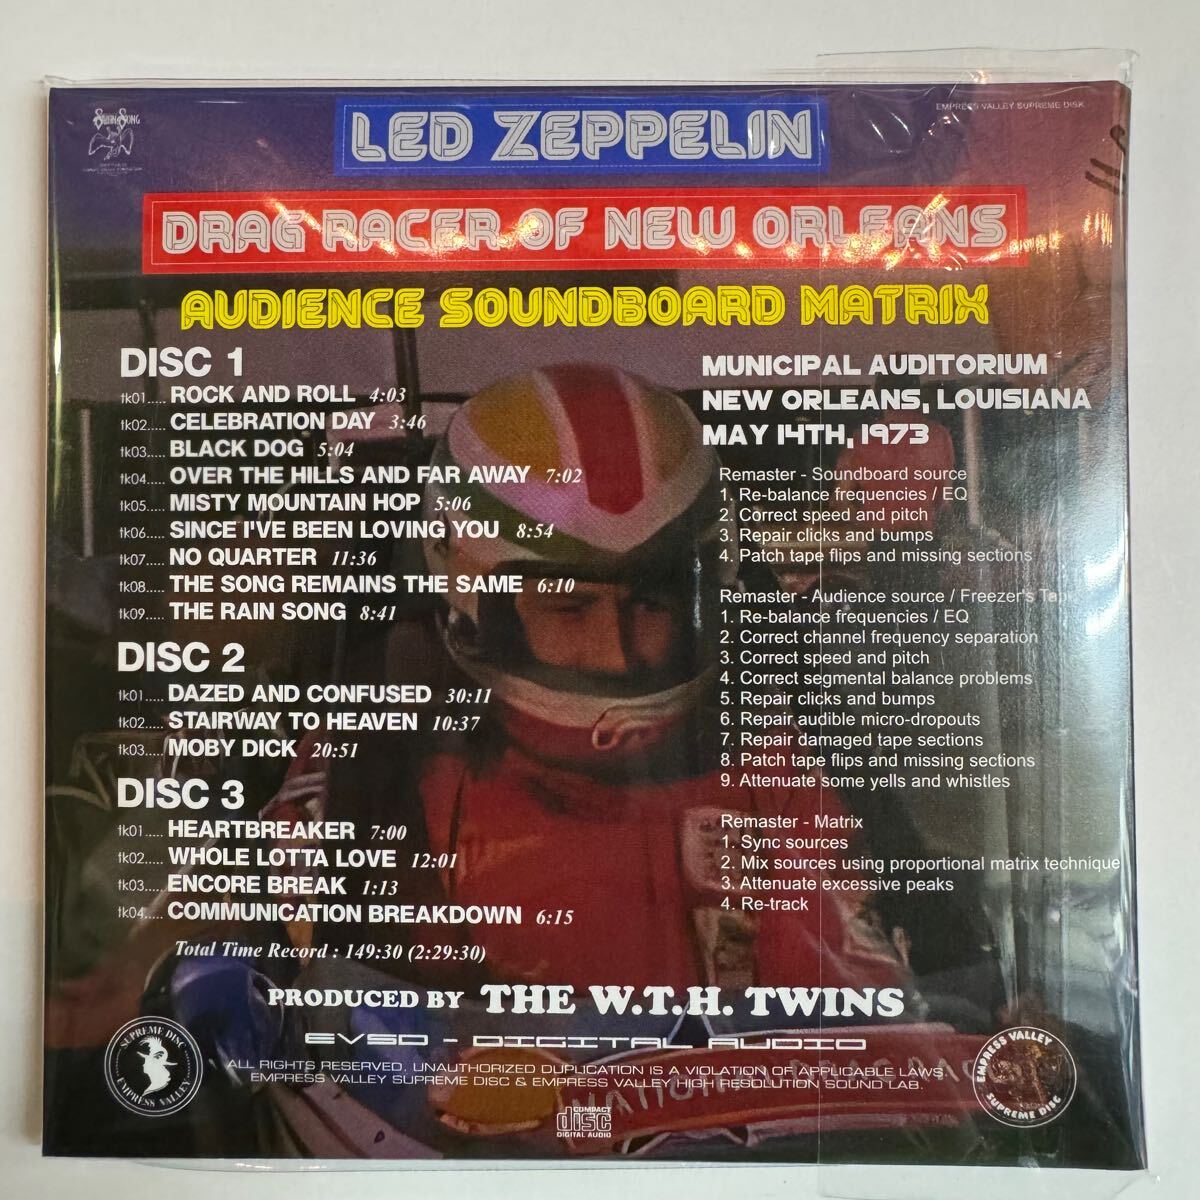 SWAN SONG
EMPRESS VALLEY SUPREME DISK
LED ZEPPELIN
DRAG RACER OF NEW ORLEANS
AUDIENCE SOUNDBOARD MATRIX
DISC 1
tk01..... ROCK AND ROLL 4:03
tk02..... CELEBRATION DAY 3:46
tk03..... BLACK DOG 5:04
tk04..... OVER THE HILLS AND FAR AWAY 7:02
tk05..... MISTY MOUNTAIN HOP 5:06
tk06..... SINCE I'VE BEEN LOVING YOU 8:54
tk07..... NO QUARTER 11:36
tk08..... THE SONG REMAINS THE SAME 6:10
tk09..... THE RAIN SONG 8:41
DISC 2
tk01..... DAZED AND CONFUSED 30:11
tk02..... STAIRWAY TO HEAVEN 10:37
tk03..... MOBY DICK 20:51
DISC 3
tk01..... HEARTBREAKER 7:00
tk02..... WHOLE LOTTA LOVE 12:01
tk03..... ENCORE BREAK 1:13
tk04..... COMMUNICATION BREAKDOWN 6:15
Total Time Record : 149:30 (2:29:30)
MUNICIPAL AUDITORIUM
NEW ORLEANS, LOUISIANA
MAY 14TH, 1973
Remaster - Soundboard source
1. Re-balance frequencies / EQ
2. Correct speed and pitch
3. Repair clicks and bumps
4. Patch tape flips and missing sections
Remaster - Audience source / Freezer's Tape
1. Re-balance frequencies / EQ
2. Correct channel frequency separation
3. Correct speed and pitch
4. Correct segmental balance problems
5. Repair clicks and bumps
6. Repair audible micro-dropouts
7. Repair damaged tape sections
8. Patch tape flips and missing sections
9. Attenuate some yells and whistles
Remaster - Matrix
1. Sync sources
2. Mix sources using proportional matrix technique
3. Attenuate excessive peaks
4. Re-track
PRODUCED BY THE W.T.H. TWINS
EVSD - DIGITAL AUDIO
ALL RIGHTS RESERVED. UNAUTHORIZED DUPLICATION IS A VIOLATION OF APPLICABLE LAWS.
EMPRESS VALLEY SUPREME DISC & EMPRESS VALLEY HIGH RESOLUTION SOUND LAB.
SUPREME DISC
EMPRESS VALLEY
EMPRESS VALLEY
SUPREME DISC
NATIONAL DRAG RAC
COMPACT
disc
DIGITAL AUDIO